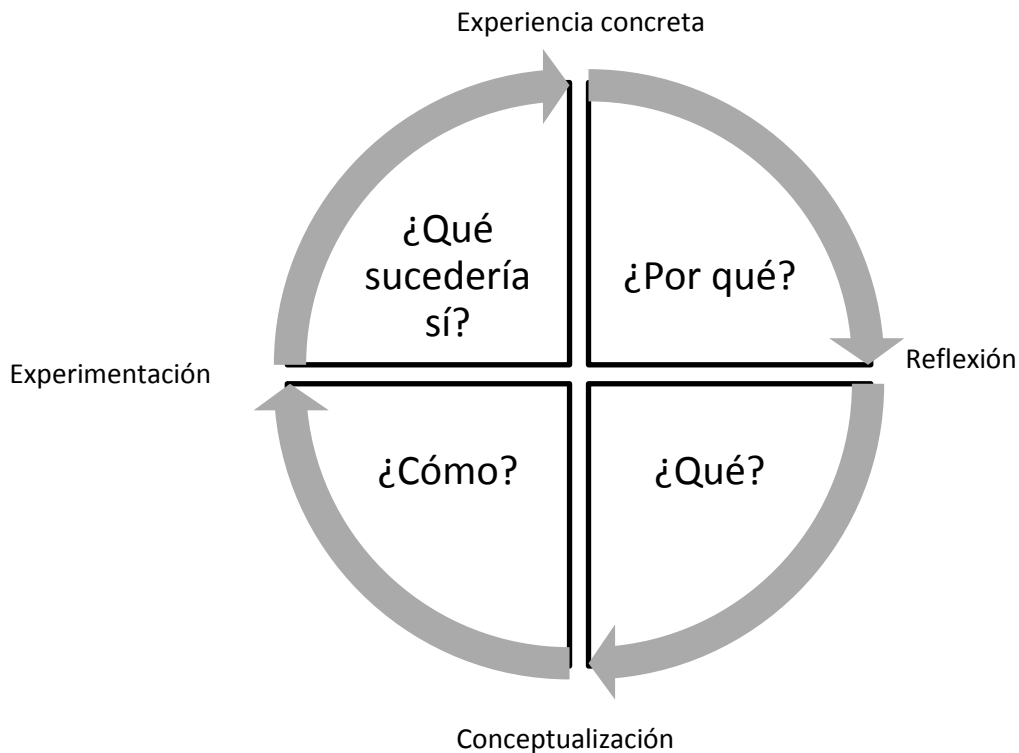 Experiencia concreta
¿Qué
sucedería
sí?
¿Por qué?
Experimentación
Reflexión
¿Cómo?
¿Qué?
Conceptualización